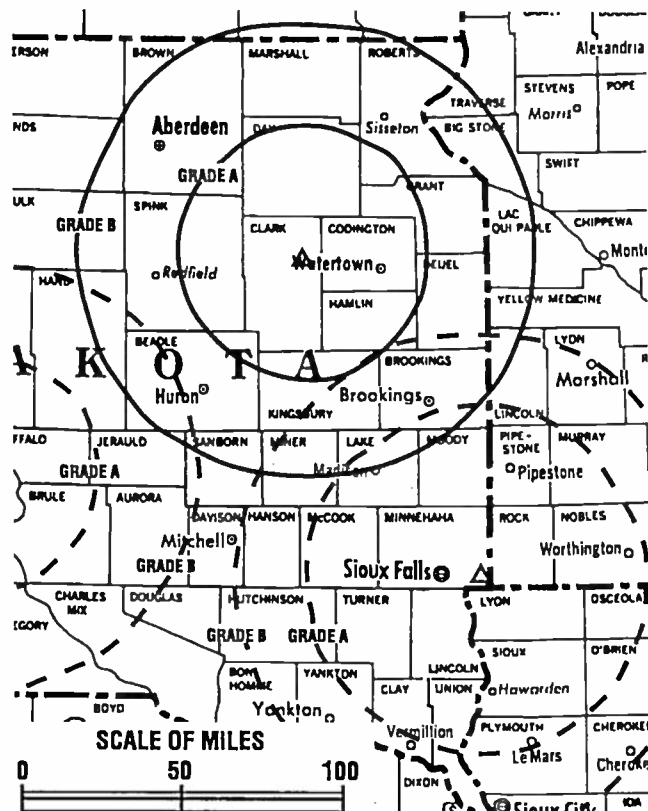 ERSON
BROWN
MARSHALL
ROBERTS
Alexandria
STEVENS
POPE
Morris
TRAVERSE
NDS
Aberdeen
Sisseton
BIG STONE
SWIFT
GRADE A
GRANT
ULK
SPINK
GRADE B
CLARK
CODINGTON
LAC
QUI PARLE
CHIPPEWA
Monte
Watertown
DEUEL
Redfield
HAND
HAMLIN
YELLOW MEDICINE
BEADLE
BROOKINGS
LYON
K O T A
Marshall
Huron
Brookings
KINGSBURY
LINCOLN
FFALO
JERAULD
SANBORN
MINER
LAKE
MOODY
PIPE-
STONE
MURRAY
GRADE A
Madison
Pipestone
BRULE
AURORA
DAVISON
HANSON
McCOOK
MINNEHAHA
ROCK
NOBLES
Mitchell
Worthington
GRADE B
Sioux Falls
CHARLES
MIX
DOUGLAS
HUTCHINSON
TURNER
LYON
OSCEOLA
EGORY
GRADE B
GRADE A
SIOUX
O'BRIEN
BON
HOMME
YANKTON
LINCOLN
CLAY
UNION
Hawarden
BOYD
Yankton
Vermillion
PLYMOUTH
CHEROKEE
SCALE OF MILES
Le Mars
Cheroke
DIXON
0 50 100
Sioux City
IDA